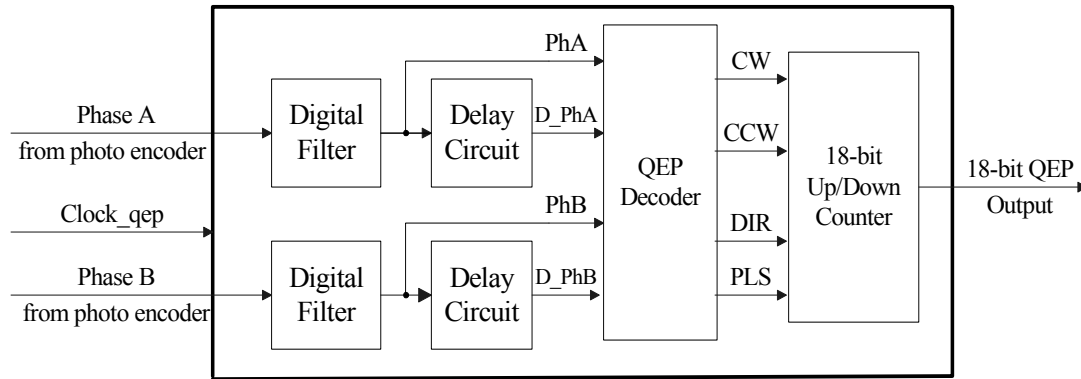 Phase A
from photo encoder
Clock_qep
Phase B
from photo encoder
Digital
Filter
Digital
Filter
PhA
Delay
Circuit
D_PhA
PhB
Delay
Circuit
D_PhB
QEP
Decoder
CW
CCW
DIR
PLS
18-bit
Up/Down
Counter
18-bit QEP
Output